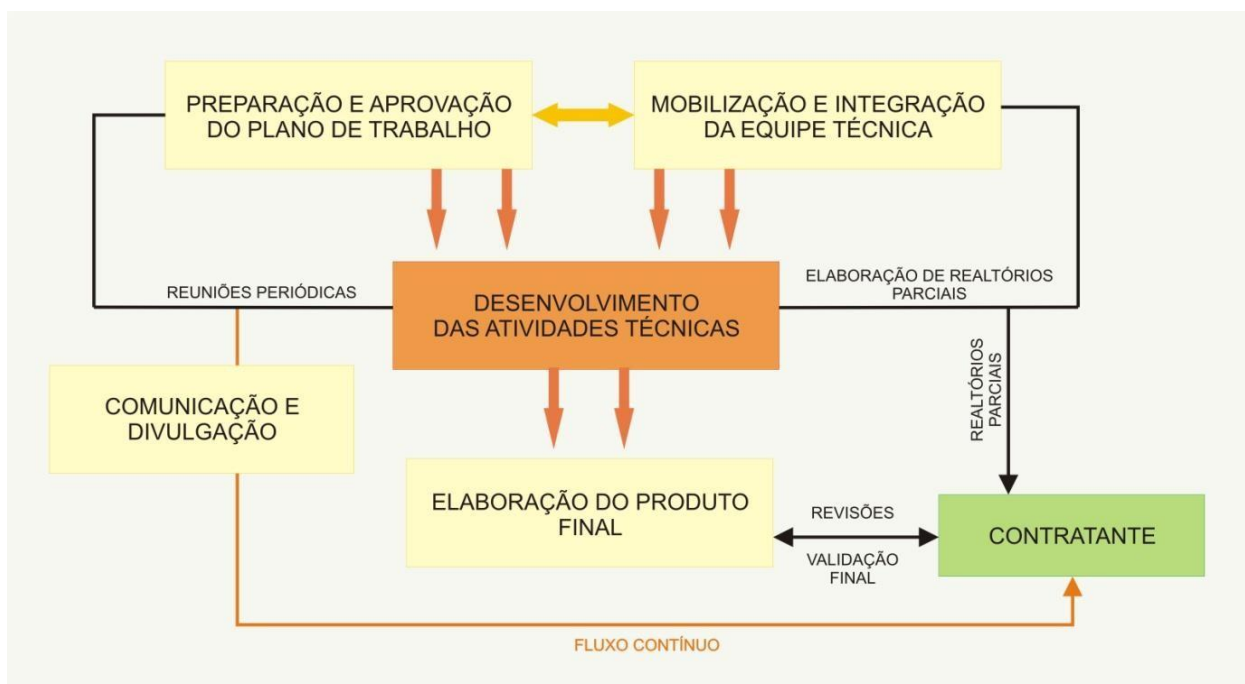 PREPARAÇÃO E APROVAÇÃO
DO PLANO DE TRABALHO
MOBILIZAÇÃO E INTEGRAÇÃO
DA EQUIPE TÉCNICA
REUNIÕES PERIÓDICAS
DESENVOLVIMENTO
DAS ATIVIDADES TÉCNICAS
ELABORAÇÃO DE REALTÓRIOS
PARCIAIS
REALTÓRIOS
PARCIAIS
COMUNICAÇÃO E
DIVULGAÇÃO
ELABORAÇÃO DO PRODUTO
FINAL
REVISÕES
VALIDAÇÃO
FINAL
CONTRATANTE
FLUXO CONTÍNUO